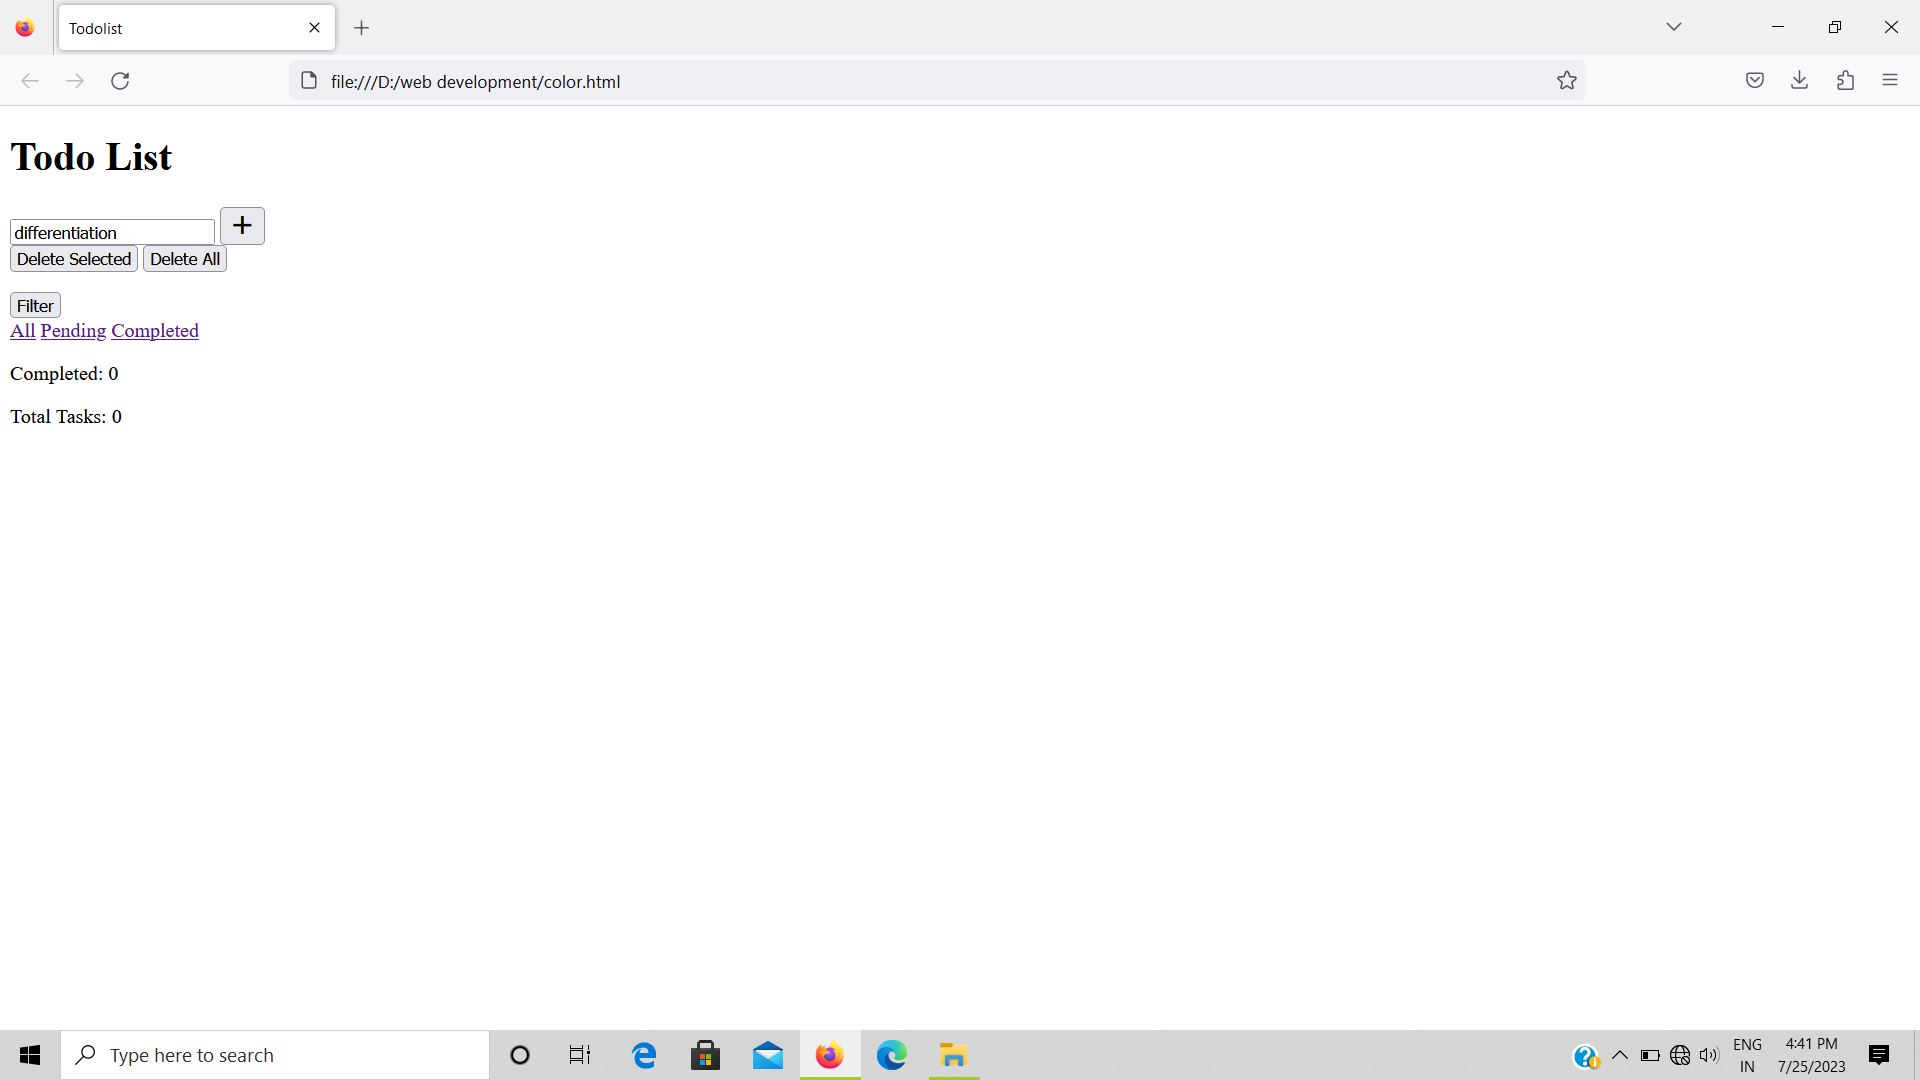 Todolist
file:///D:/web development/color.html
Todo List
differentiation +
Delete Selected Delete All
Filter
All Pending Completed
Completed: 0
Total Tasks: 0
Type here to search
ENG
IN
4:41 PM
7/25/2023